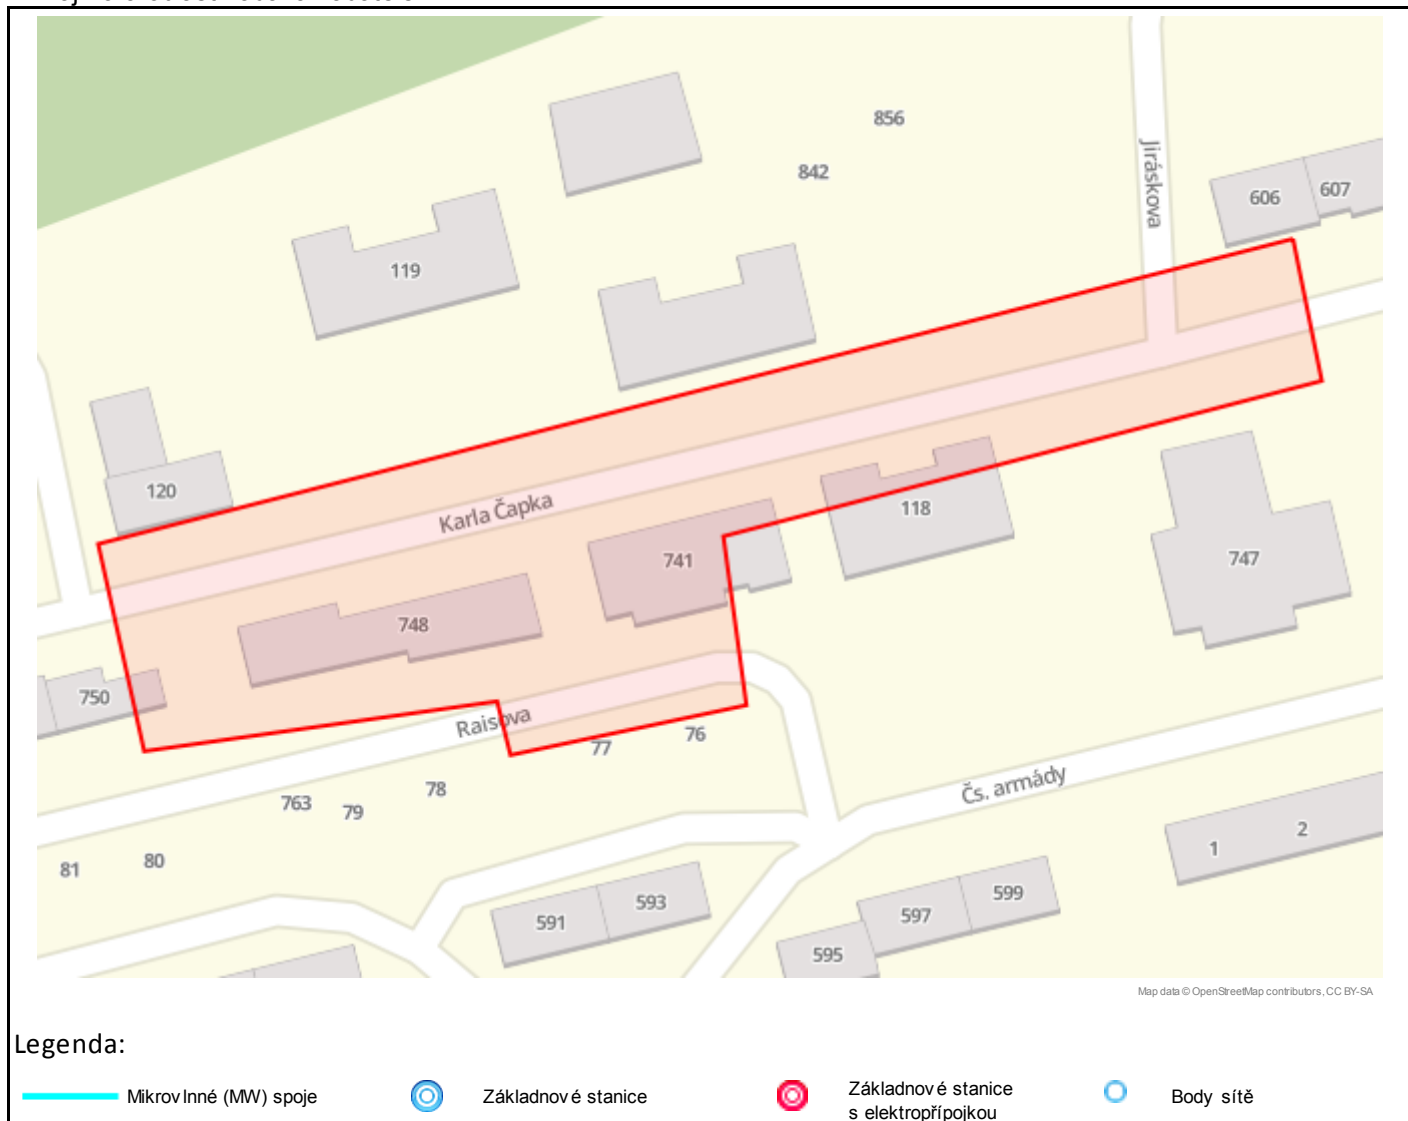 856
842
Jiráskova
606
607
119
120
Karla Čapka
118
741
747
748
750
Raisova
76
77
78
763
79
Čs. armády
81
80
1
2
591
593
599
597
595
Map data © OpenStreetMap contributors, CC BY-SA
Legenda:
Mikrovlnné (MW) spoje
Základnové stanice
Základnové stanice
s elektropřípojkou
Body sítě